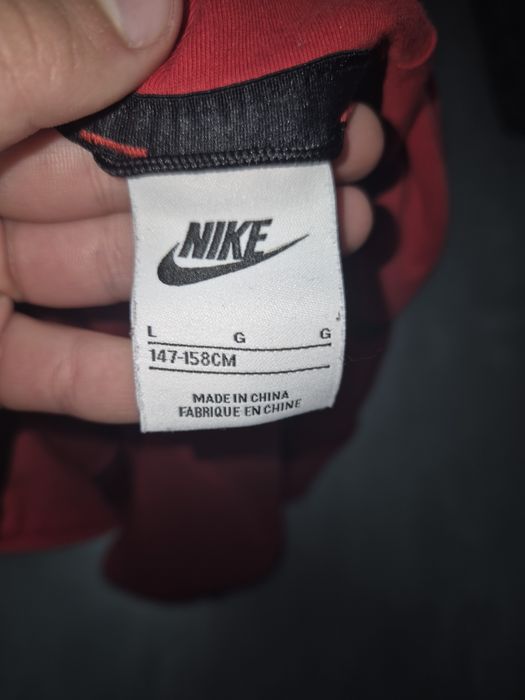 NIKE
L G G
147-158CM
MADE IN CHINA
FABRIQUE EN CHINE